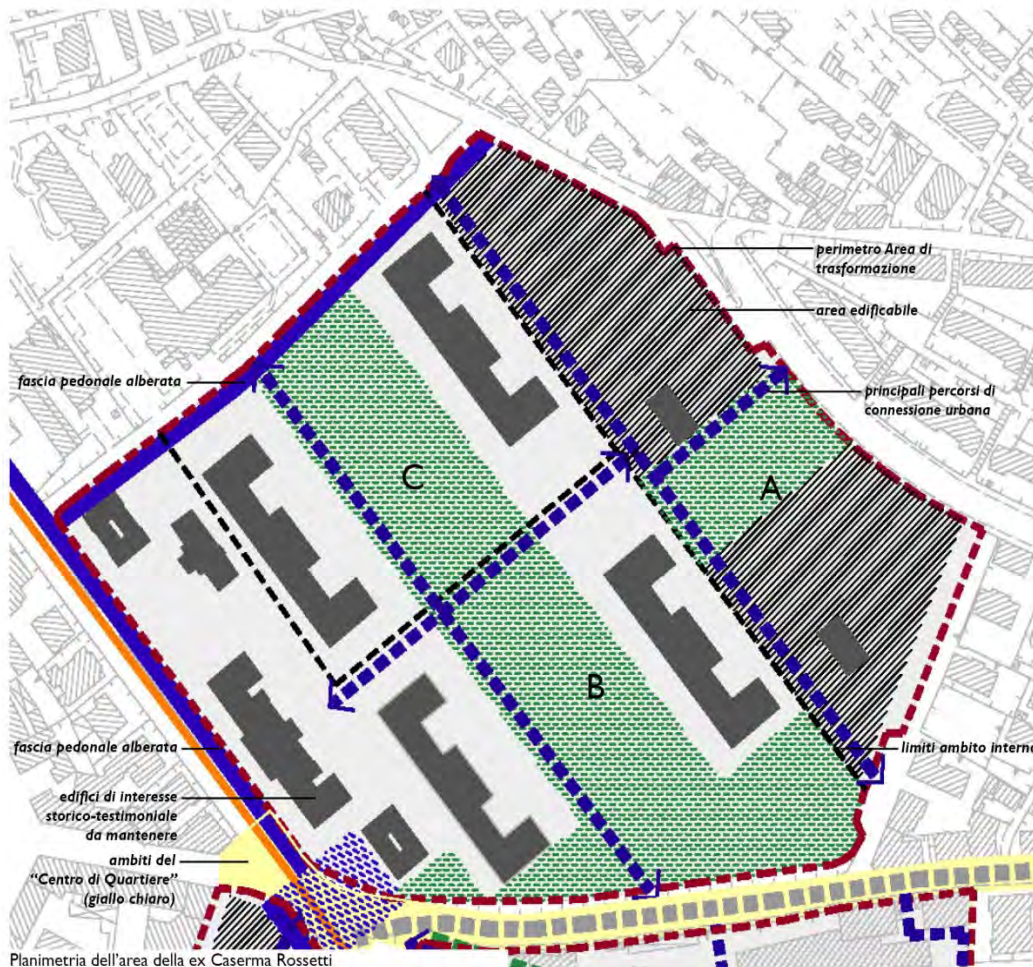 perimetro Area di
trasformazione
area edificabile
fascia pedonale alberata
principali percorsi di
connessione urbana
C
A
B
fascia pedonale alberata
limiti ambito interno
edifici di interesse
storico-testimoniale
da mantenere
ambiti del
“Centro di Quartiere”
(giallo chiaro)
Planimetria dell'area della ex Caserma Rossetti